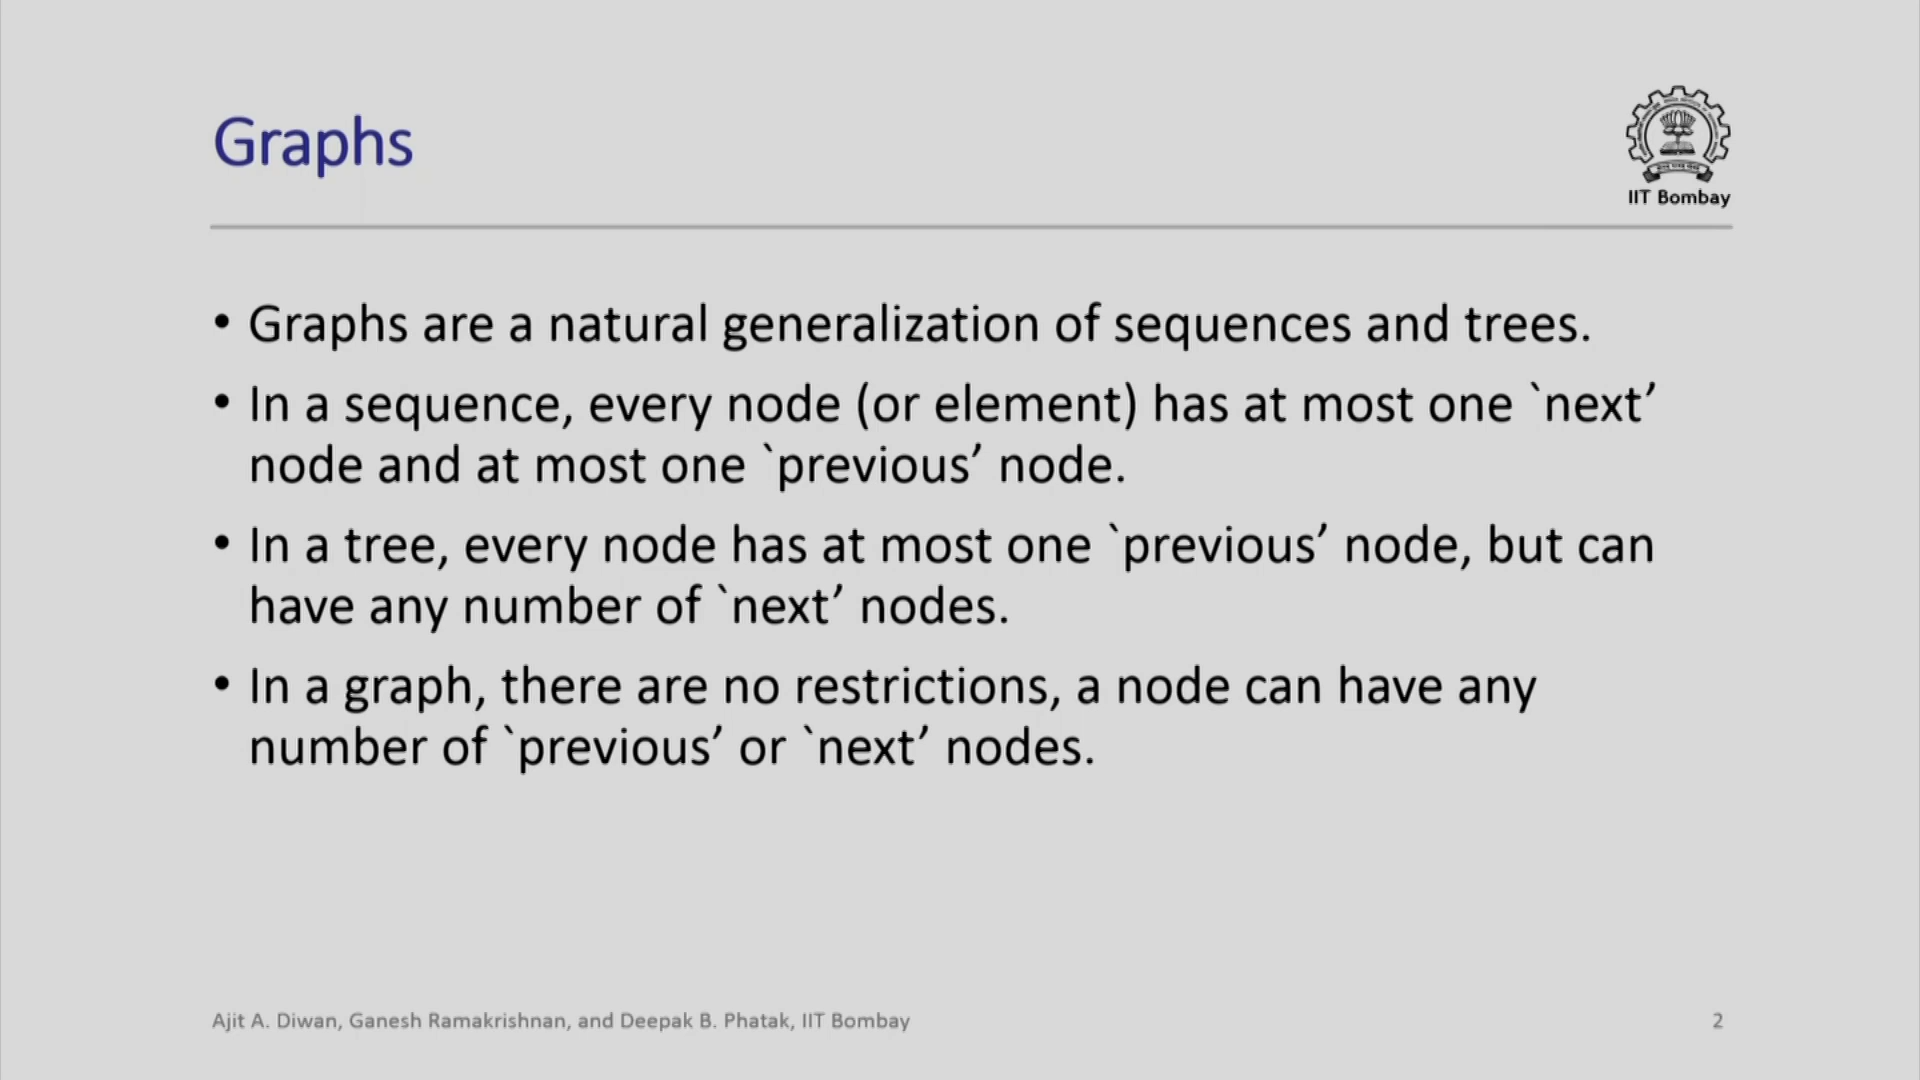 Graphs
IIT Bombay
• Graphs are a natural generalization of sequences and trees.
• In a sequence, every node (or element) has at most one `next’
node and at most one `previous’ node.
• In a tree, every node has at most one `previous’ node, but can
have any number of `next’ nodes.
• In a graph, there are no restrictions, a node can have any
number of `previous’ or `next’ nodes.
Ajit A. Diwan, Ganesh Ramakrishnan, and Deepak B. Phatak, IIT Bombay
2